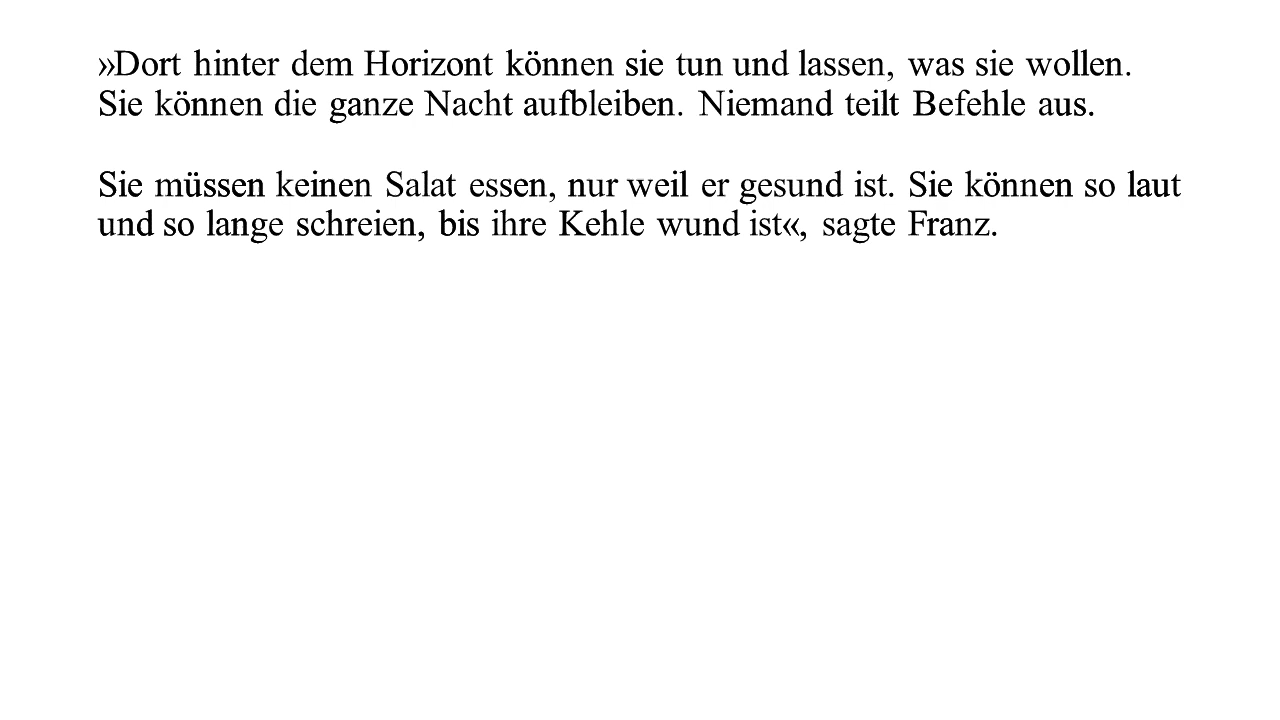 »Dort hinter dem Horizont können sie tun und lassen, was sie wollen.
Sie können die ganze Nacht aufbleiben. Niemand teilt Befehle aus.
Sie müssen keinen Salat essen, nur weil er gesund ist. Sie können so laut
und so lange schreien, bis ihre Kehle wund ist«, sagte Franz.